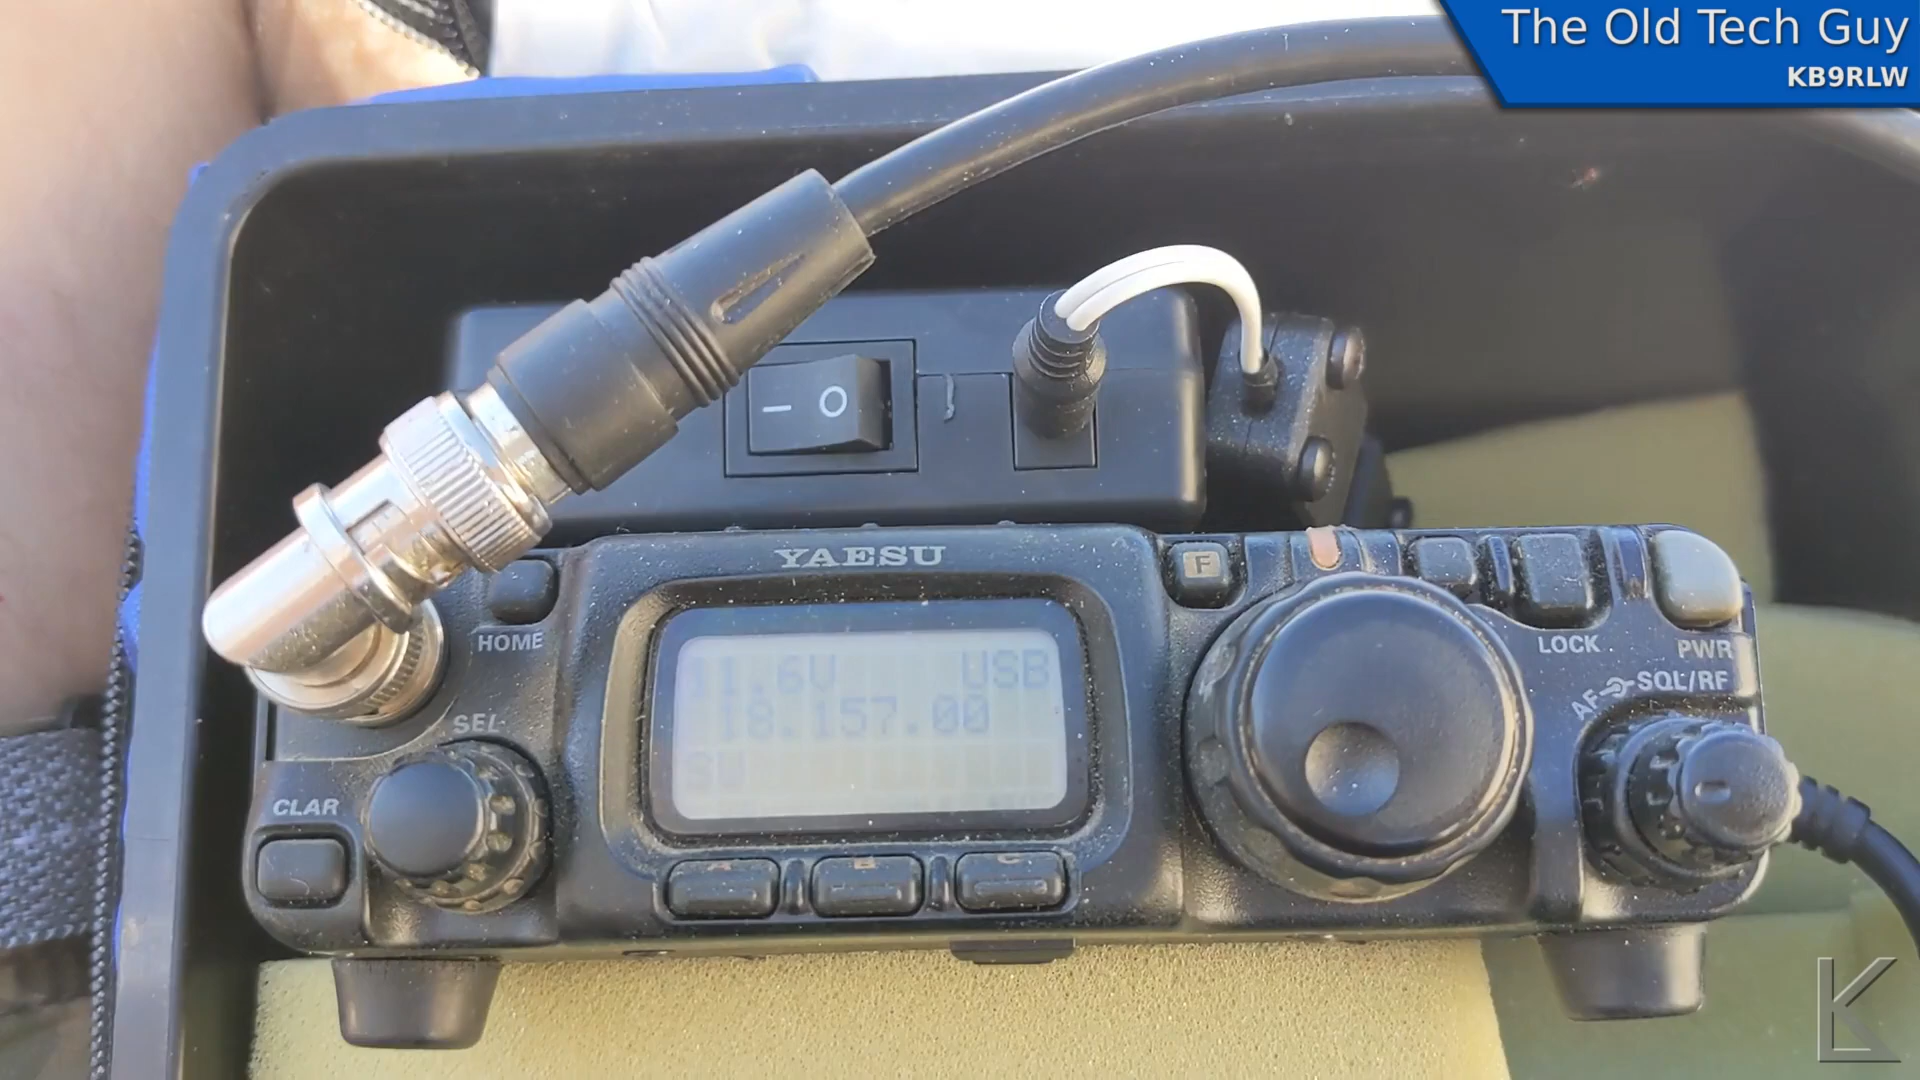 The Old Tech Guy
KB9RLW
– O
YAESU
F
HOME
LOCK
PWR
AF SQL/RF
SEL
CLAR
11.6V USB
18.157.00
A B C
K